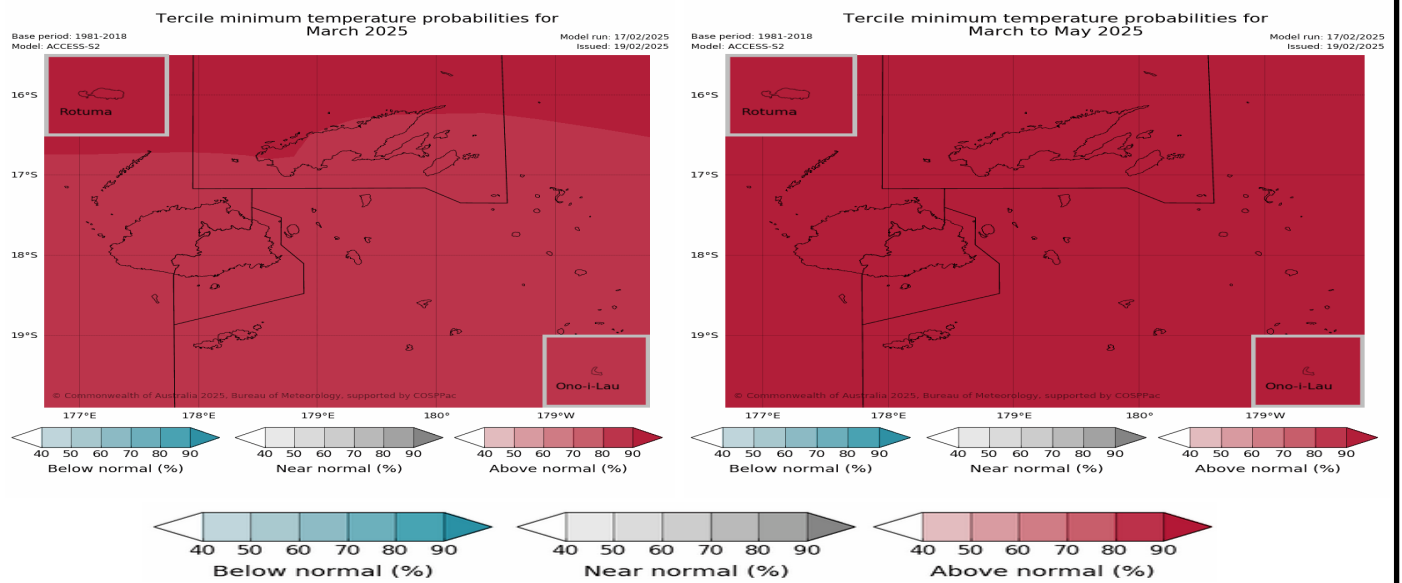 Tercile minimum temperature probabilities for
March 2025
Base period: 1981-2018
Model: ACCESS-S2
Model run: 17/02/2025
Issued: 19/02/2025
16°S
17°S
18°S
19°S
Rotuma
Ono-i-Lau
© Commonwealth of Australia 2025, Bureau of Meteorology, supported by COSPPac
177°E 178°E 179°E 180° 179°W
40 50 60 70 80 90
Below normal (%)
40 50 60 70 80 90
Near normal (%)
40 50 60 70 80 90
Above normal (%)
Tercile minimum temperature probabilities for
March to May 2025
Base period: 1981-2018
Model: ACCESS-S2
Model run: 17/02/2025
Issued: 19/02/2025
16°S
17°S
18°S
19°S
Rotuma
Ono-i-Lau
© Commonwealth of Australia 2025, Bureau of Meteorology, supported by COSPPac
177°E 178°E 179°E 180° 179°W
40 50 60 70 80 90
Below normal (%)
40 50 60 70 80 90
Near normal (%)
40 50 60 70 80 90
Above normal (%)
40 50 60 70 80 90
Below normal (%)
40 50 60 70 80 90
Near normal (%)
40 50 60 70 80 90
Above normal (%)